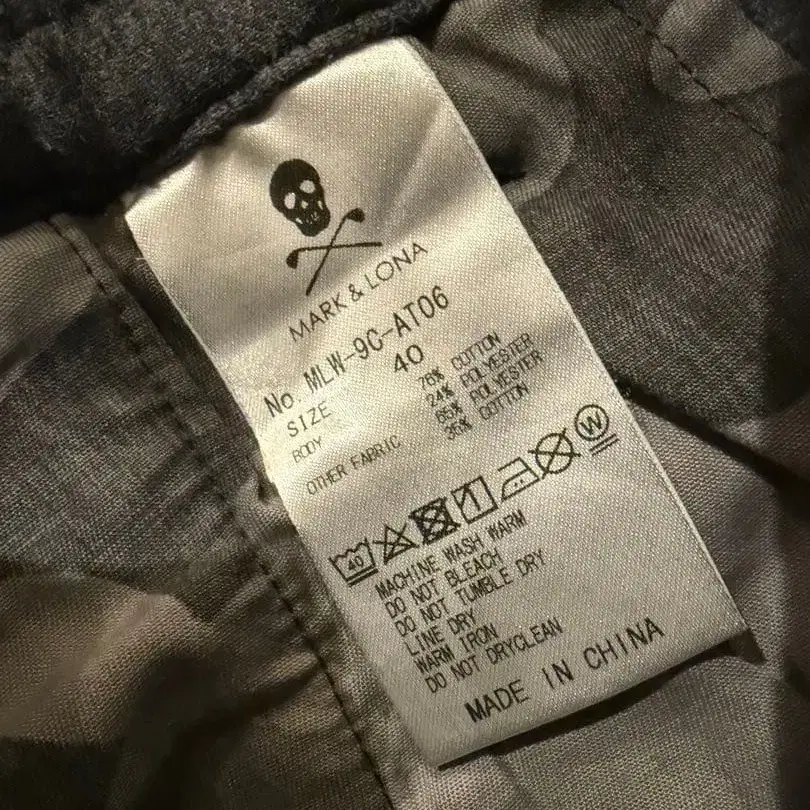 MARK & LONA
No. MLW-9C-AT06
SIZE 40
BODY 76% COTTON
24% POLYESTER
OTHER FABRIC 65% POLYESTER
35% COTTON
40 W
MACHINE WASH WARM
DO NOT BLEACH
DO NOT TUMBLE DRY
LINE DRY
WARM IRON
DO NOT DRYCLEAN
MADE IN CHINA